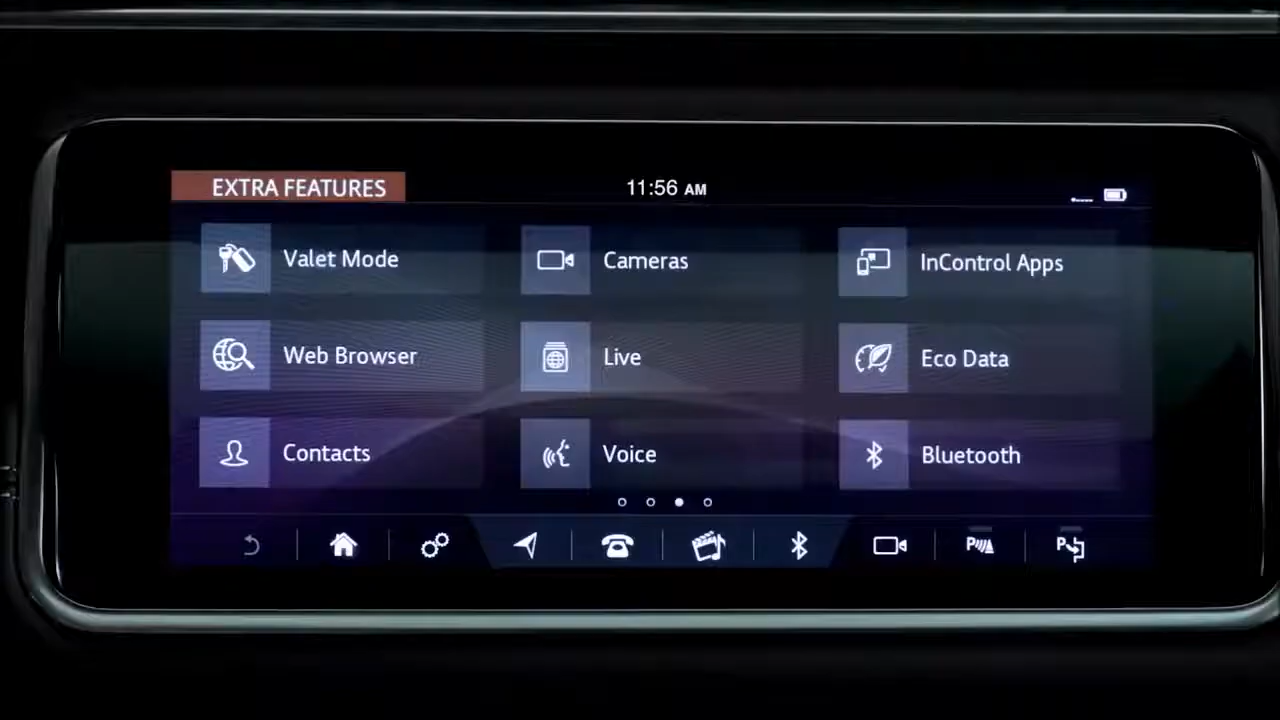 EXTRA FEATURES
11:56 AM
Valet Mode
Cameras
InControl Apps
Web Browser
Live
Eco Data
Contacts
Voice
Bluetooth
P
P